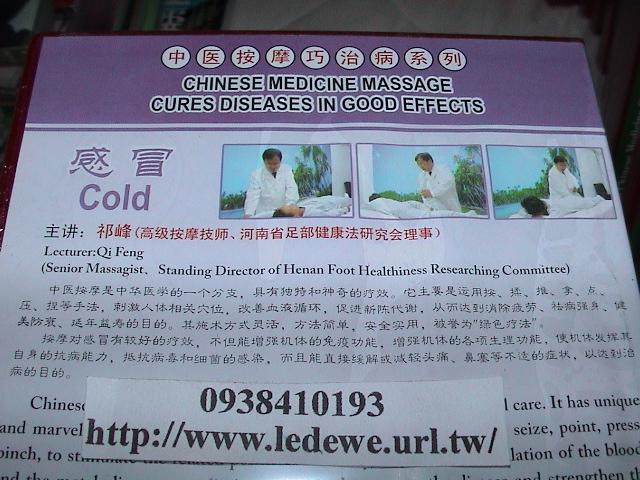 中医按摩巧治病系列
CHINESE MEDICINE MASSAGE
CURES DISEASES IN GOOD EFFECTS
感冒
Cold
主讲：祁峰（高级按摩技师、河南省足部健康法研究会理事）
Lecturer:Qi Feng
(Senior Massagist、Standing Director of Henan Foot Healthiness Researching Committee)
中医按摩是中华医学的一个分支，具有独特和神奇的疗效。它主要是运用按、揉、推、拿、点、
压、捏等手法，刺激人体相关穴位，改善血液循环，促进新陈代谢，从而达到消除疲劳、祛病强身、健
美防衰、延年益寿的目的。其施术方式灵活，方法简单，安全实用，被誉为“绿色疗法”。
按摩对感冒有较好的疗效，不但能增强机体的免疫功能，增强机体的各项生理功能，使机体发挥其
自身的抗病能力，抵抗病毒和细菌的感染，而且能直接缓解或减轻头痛、鼻塞等不适的症状，以达到治
病的目的。
0938410193
http://www.ledewe.url.tw/
Chinese
l care. It has unique
and marvel
seize, point, press
pinch, to
lation of the blood